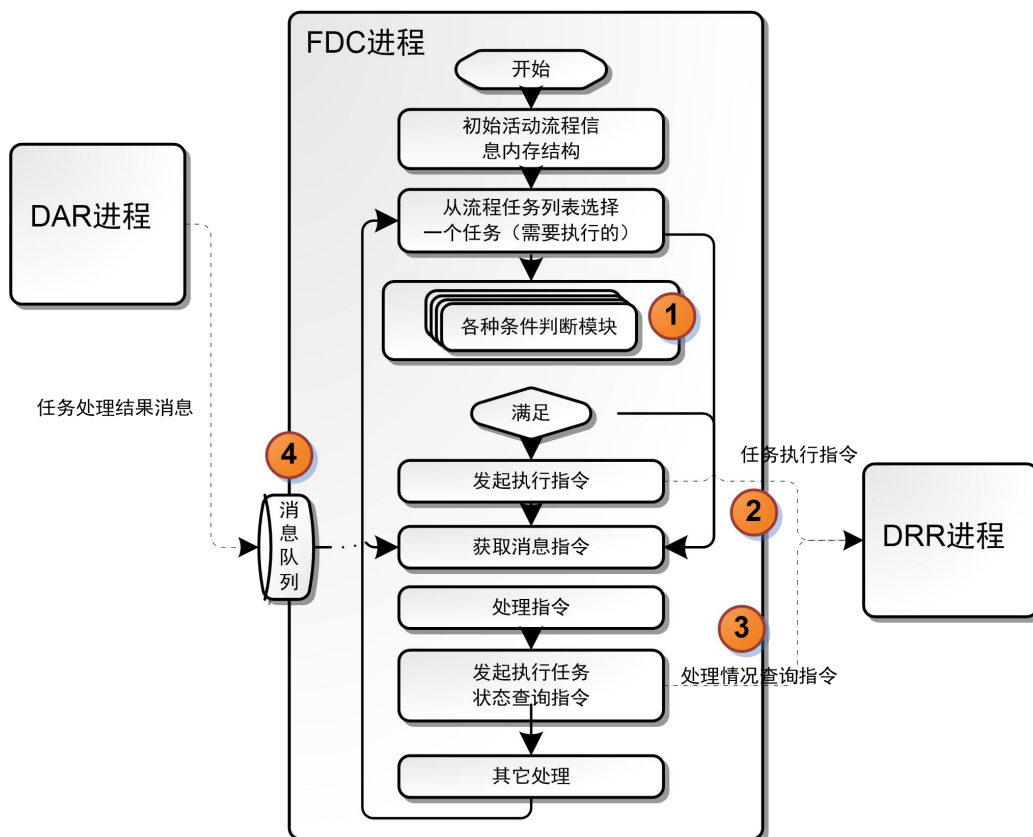 FDC进程
开始
初始活动流程信
息内存结构
DAR进程
从流程任务列表选择
一个任务（需要执行的）
1
各种条件判断模块
任务处理结果消息
满足
4
任务执行指令
发起执行指令
2
消息队列
获取消息指令
DRR进程
处理指令
3
发起执行任务
状态查询指令
处理情况查询指令
其它处理